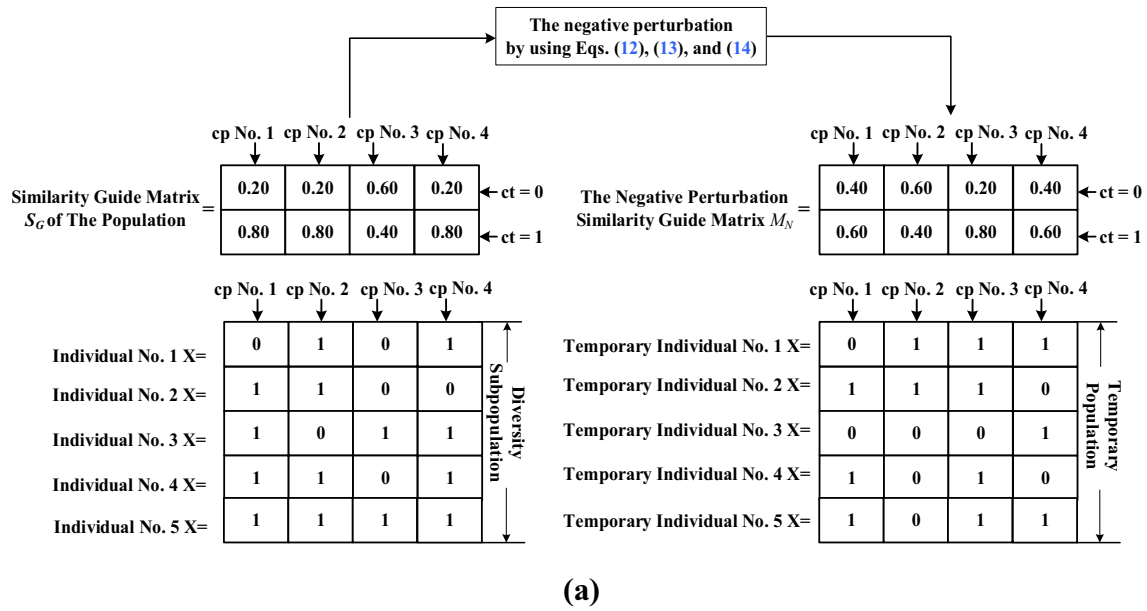 The negative perturbation
by using Eqs. (12), (13), and (14)
cp No. 1 cp No. 2 cp No. 3 cp No. 4
Similarity Guide Matrix
S_G of The Population =
0.20 0.20 0.60 0.20 ct = 0
0.80 0.80 0.40 0.80 ct = 1
cp No. 1 cp No. 2 cp No. 3 cp No. 4
The Negative Perturbation
Similarity Guide Matrix M_N =
0.40 0.60 0.20 0.40 ct = 0
0.60 0.40 0.80 0.60 ct = 1
cp No. 1 cp No. 2 cp No. 3 cp No. 4
Individual No. 1 X= 0 1 0 1
Individual No. 2 X= 1 1 0 0
Individual No. 3 X= 1 0 1 1
Individual No. 4 X= 1 1 0 1
Individual No. 5 X= 1 1 1 1
Diversity
Subpopulation
cp No. 1 cp No. 2 cp No. 3 cp No. 4
Temporary Individual No. 1 X= 0 1 1 1
Temporary Individual No. 2 X= 1 1 1 0
Temporary Individual No. 3 X= 0 0 0 1
Temporary Individual No. 4 X= 1 0 1 0
Temporary Individual No. 5 X= 1 0 1 1
Temporary
Population
(a)